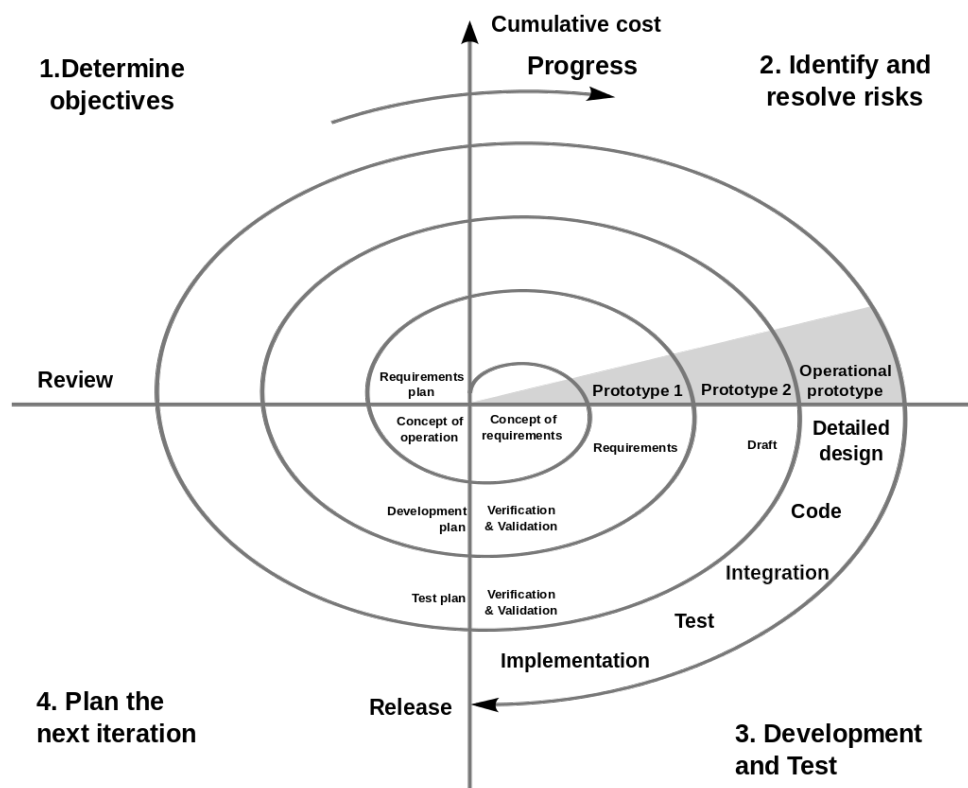 Cumulative cost
Progress
1.Determine
objectives
2. Identify and
resolve risks
Review
Requirements
plan
Prototype 1
Prototype 2
Operational
prototype
Concept of
operation
Concept of
requirements
Requirements
Draft
Detailed
design
Development
plan
Verification
& Validation
Code
Integration
Test plan
Verification
& Validation
Test
Implementation
Release
4. Plan the
next iteration
3. Development
and Test